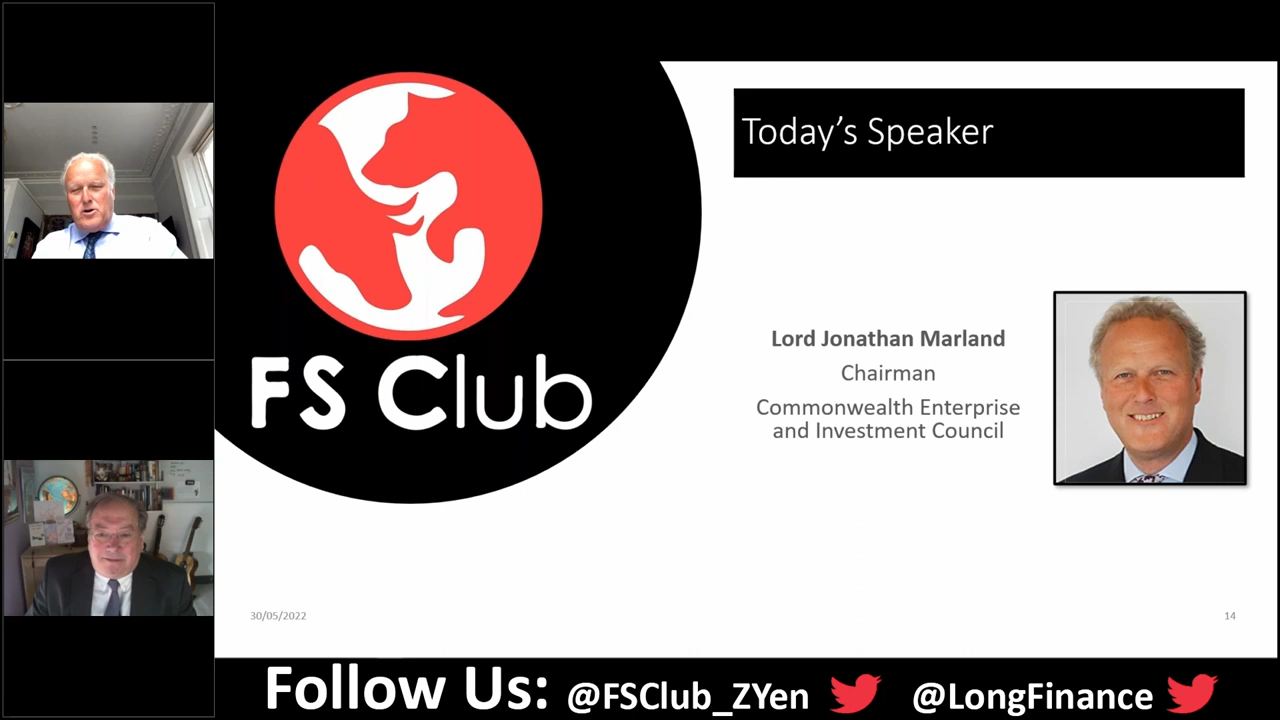 Today's Speaker
FS Club
Lord Jonathan Marland
Chairman
Commonwealth Enterprise
and Investment Council
30/05/2022
14
Follow Us: @FSClub_ZYen @LongFinance